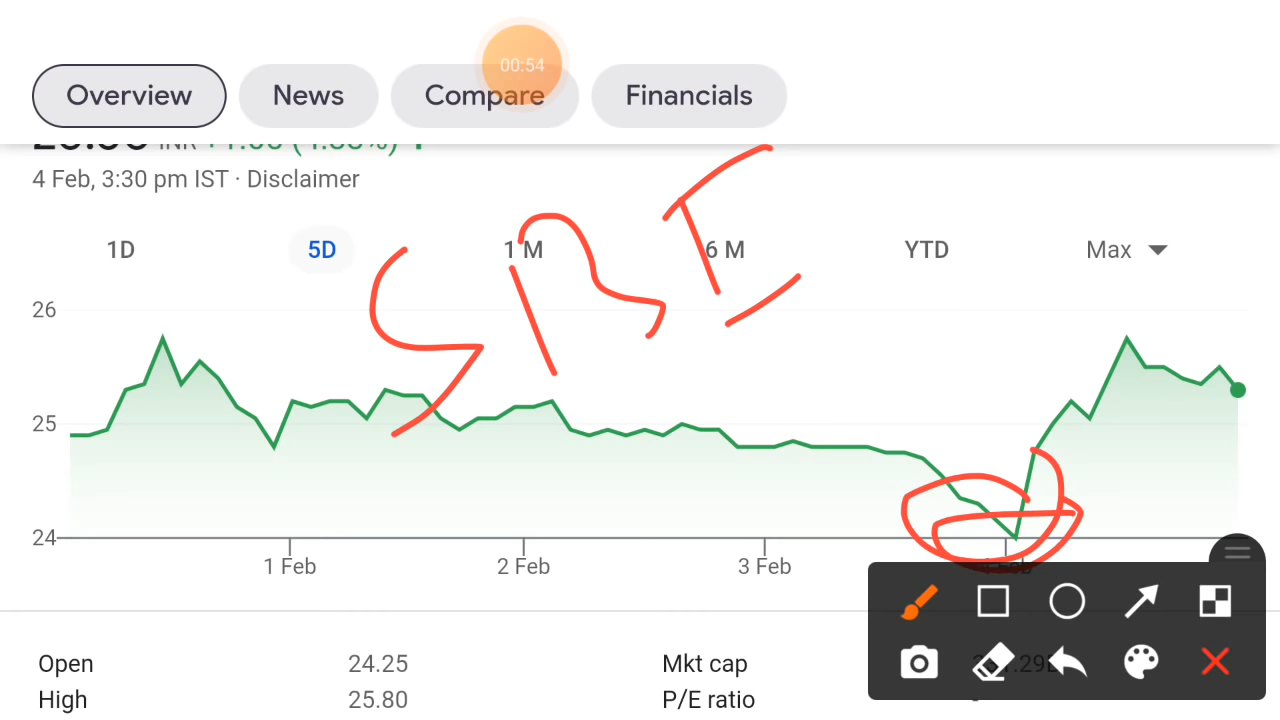 00:54
Overview News Compare Financials
4 Feb, 3:30 pm IST · Disclaimer
1D 5D 1 M 6 M YTD Max
26
25
24
1 Feb 2 Feb 3 Feb
Open 24.25 Mkt cap
High 25.80 P/E ratio -